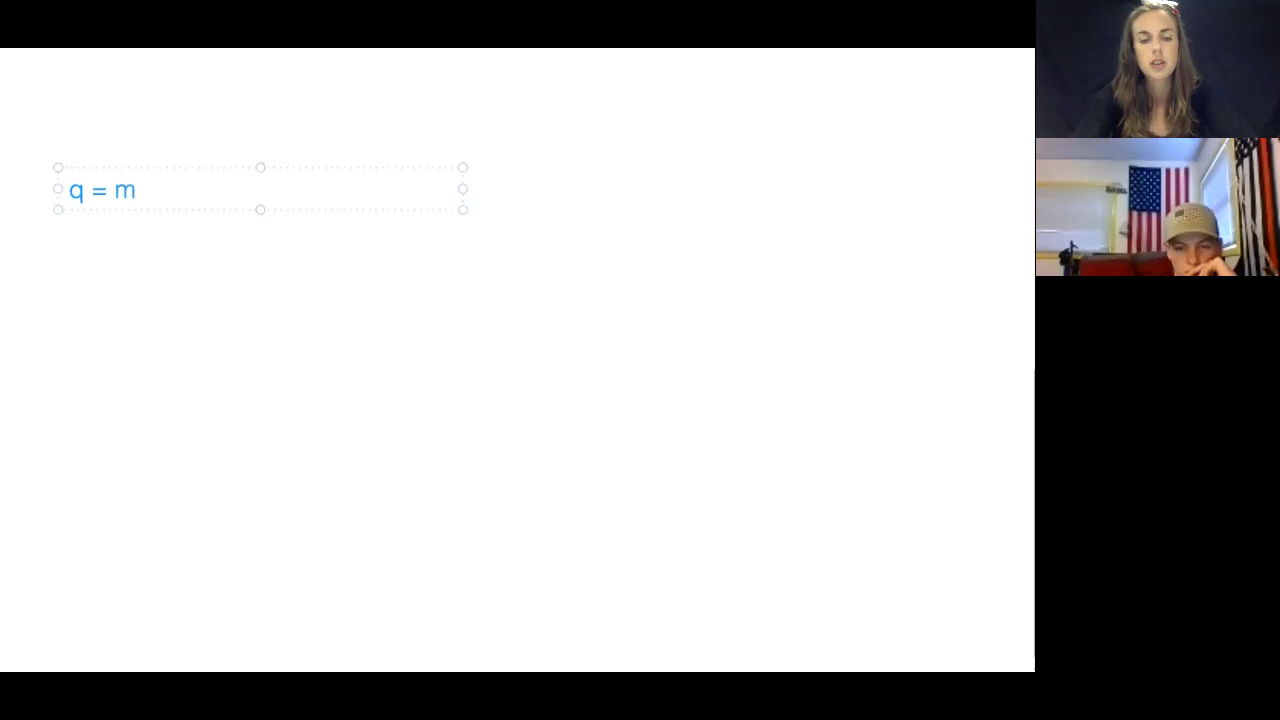 q = m